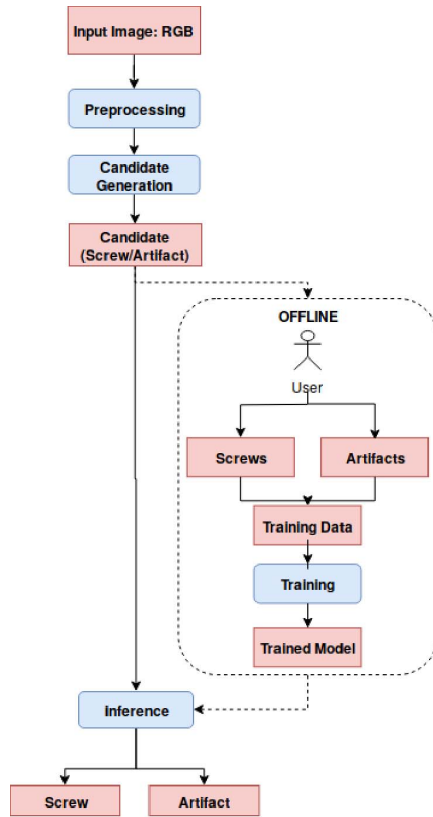 Input Image: RGB
Preprocessing
Candidate
Generation
Candidate
(Screw/Artifact)
OFFLINE
User
Screws
Artifacts
Training Data
Training
Trained Model
Inference
Screw
Artifact